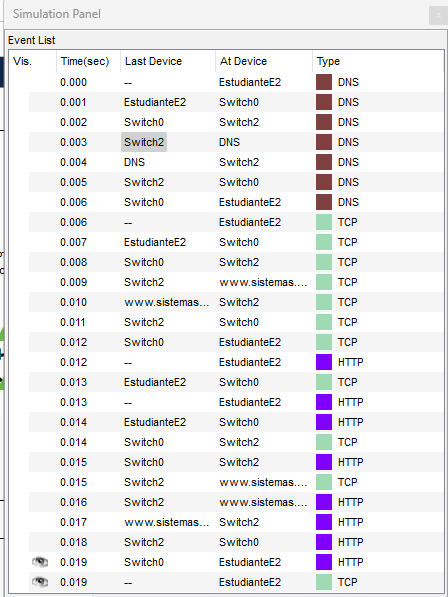 Simulation Panel
Event List
Vis. Time(sec) Last Device At Device Type
0.000 -- EstudianteE2 DNS
0.001 EstudianteE2 Switch0 DNS
0.002 Switch0 Switch2 DNS
0.003 Switch2 DNS DNS
0.004 DNS Switch2 DNS
0.005 Switch2 Switch0 DNS
0.006 Switch0 EstudianteE2 DNS
0.006 -- EstudianteE2 TCP
0.007 EstudianteE2 Switch0 TCP
0.008 Switch0 Switch2 TCP
0.009 Switch2 www.sistemas.... TCP
0.010 www.sistemas... Switch2 TCP
0.011 Switch2 Switch0 TCP
0.012 Switch0 EstudianteE2 TCP
0.012 -- EstudianteE2 HTTP
0.013 EstudianteE2 Switch0 TCP
0.013 -- EstudianteE2 HTTP
0.014 EstudianteE2 Switch0 HTTP
0.014 Switch0 Switch2 TCP
0.015 Switch0 Switch2 HTTP
0.015 Switch2 www.sistemas.... TCP
0.016 Switch2 www.sistemas.... HTTP
0.017 www.sistemas... Switch2 HTTP
0.018 Switch2 Switch0 HTTP
0.019 Switch0 EstudianteE2 HTTP
0.019 -- EstudianteE2 TCP